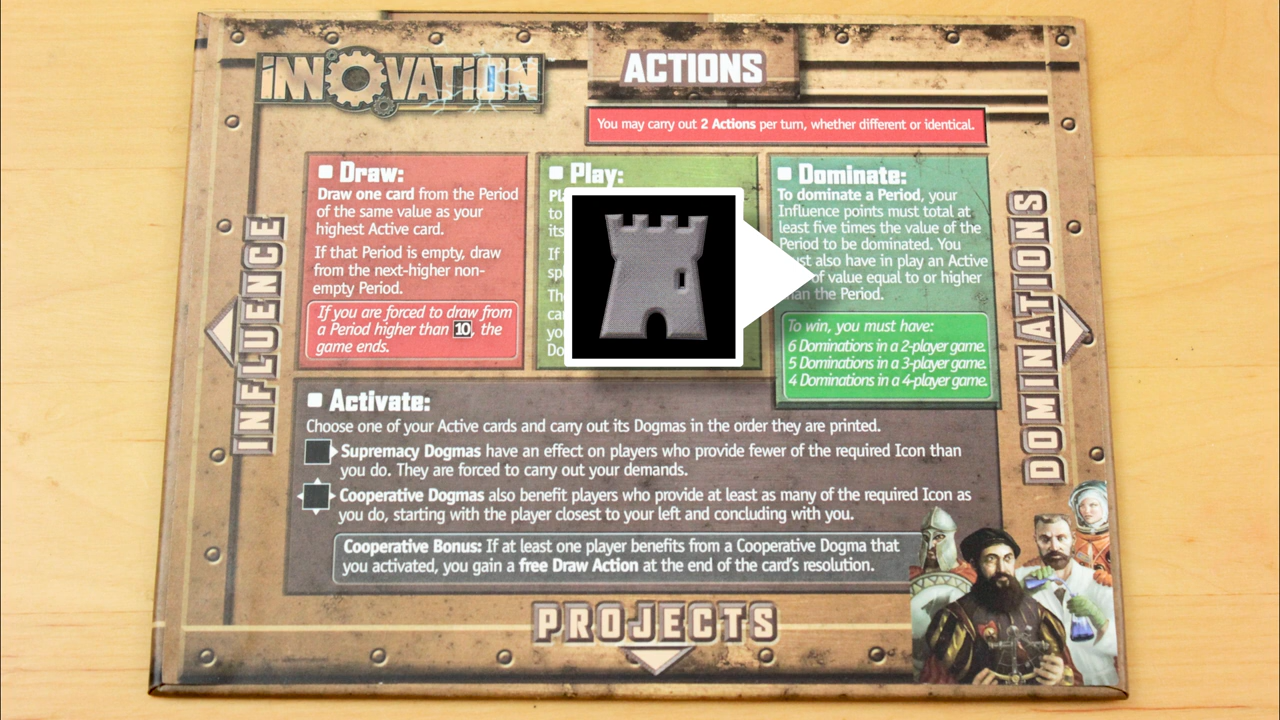 INNOVATION
ACTIONS
You may carry out 2 Actions per turn, whether different or identical.
Draw:
Draw one card from the Period
of the same value as your
highest Active card.
If that Period is empty, draw
from the next-higher non-
empty Period.
If you are forced to draw from
a Period higher than 10, the
game ends.
Play:
to
its
If
Dominate:
To dominate a Period, your
Influence points must total at
least five times the value of the
Period to be dominated. You
also have in play an Active
of value equal to or higher
the Period.
To win, you must have:
6 Dominations in a 2-player game.
5 Dominations in a 3-player game.
4 Dominations in a 4-player game.
INFLUENCE
DOMINATIONS
Activate:
Choose one of your Active cards and carry out its Dogmas in the order they are printed.
Supremacy Dogmas have an effect on players who provide fewer of the required Icon than
you do. They are forced to carry out your demands.
Cooperative Dogmas also benefit players who provide at least as many of the required Icon as
you do, starting with the player closest to your left and concluding with you.
Cooperative Bonus: If at least one player benefits from a Cooperative Dogma that
you activated, you gain a free Draw Action at the end of the card's resolution.
PROJECTS